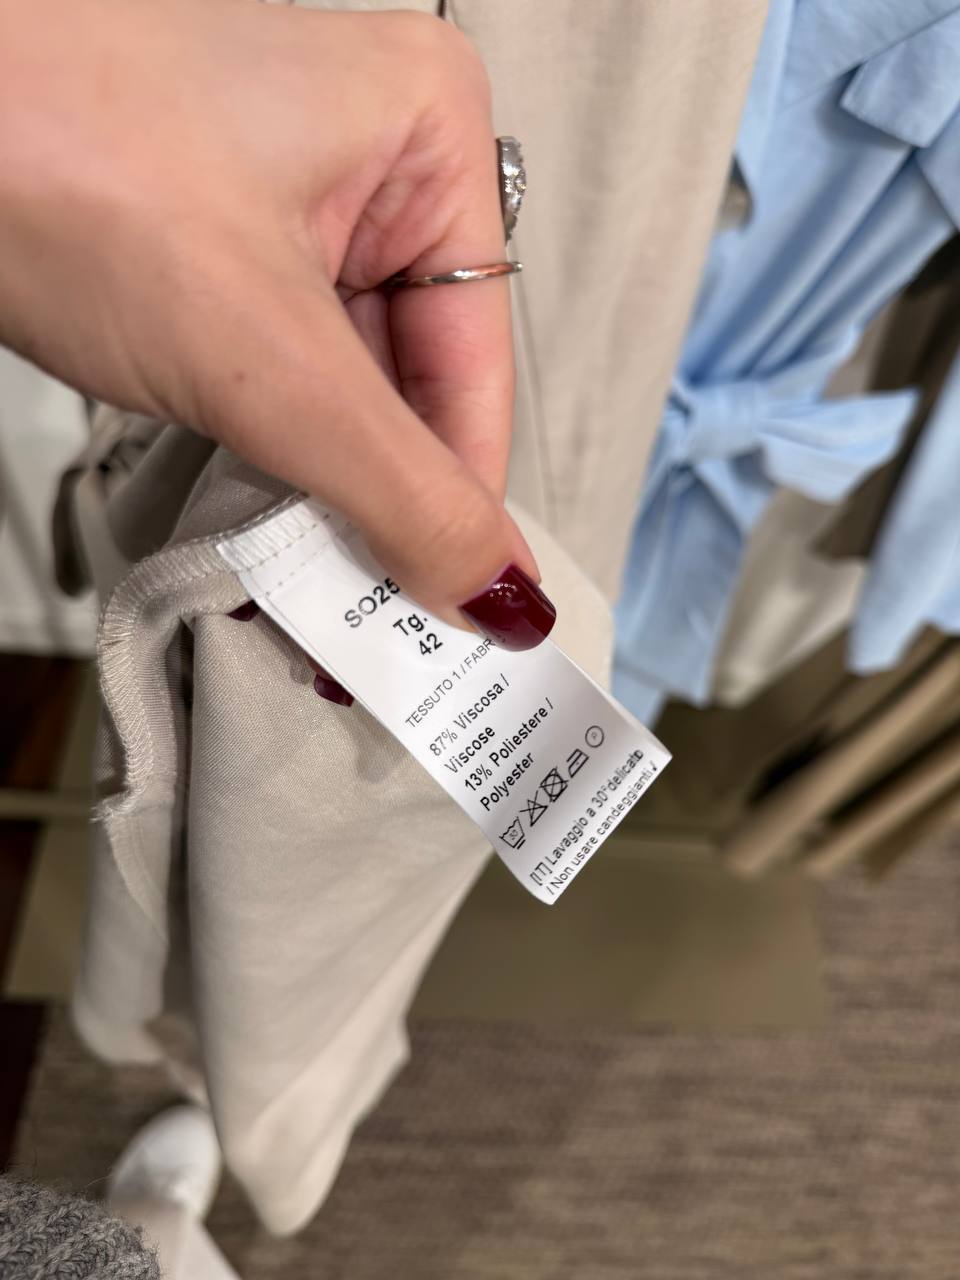 SO25
Tg.
42
TESSUTO 1 / FABR
87% Viscosa /
Viscose
13% Poliestere /
Polyester
30 P
[IT] Lavaggio a 30° delicato
/ Non usare candeggianti /